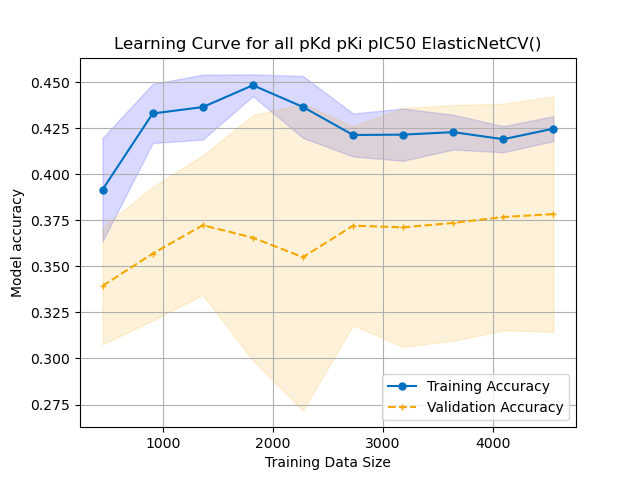 Learning Curve for all pKd pKi pIC50 ElasticNetCV()
0.450
0.425
0.400
0.375
0.350
0.325
0.300
0.275
Model accuracy
Training Accuracy
Validation Accuracy
1000 2000 3000 4000
Training Data Size